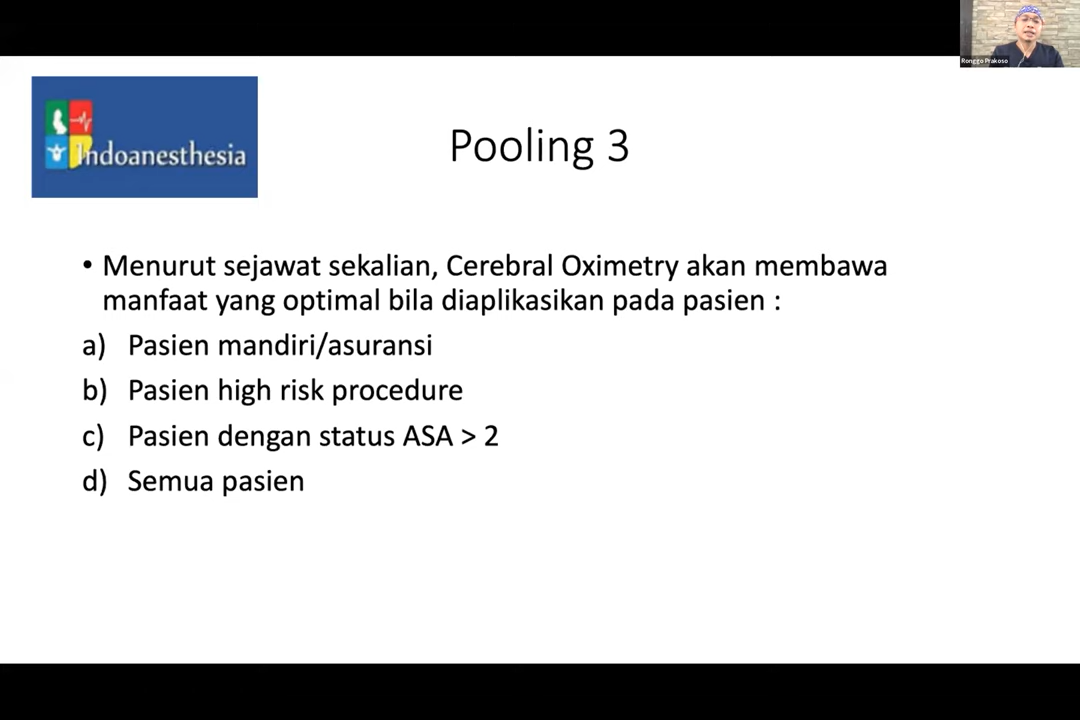 Ronggo Prakoso
Indoanesthesia
Pooling 3
• Menurut sejawat sekalian, Cerebral Oximetry akan membawa
manfaat yang optimal bila diaplikasikan pada pasien :
a) Pasien mandiri/asuransi
b) Pasien high risk procedure
c) Pasien dengan status ASA > 2
d) Semua pasien